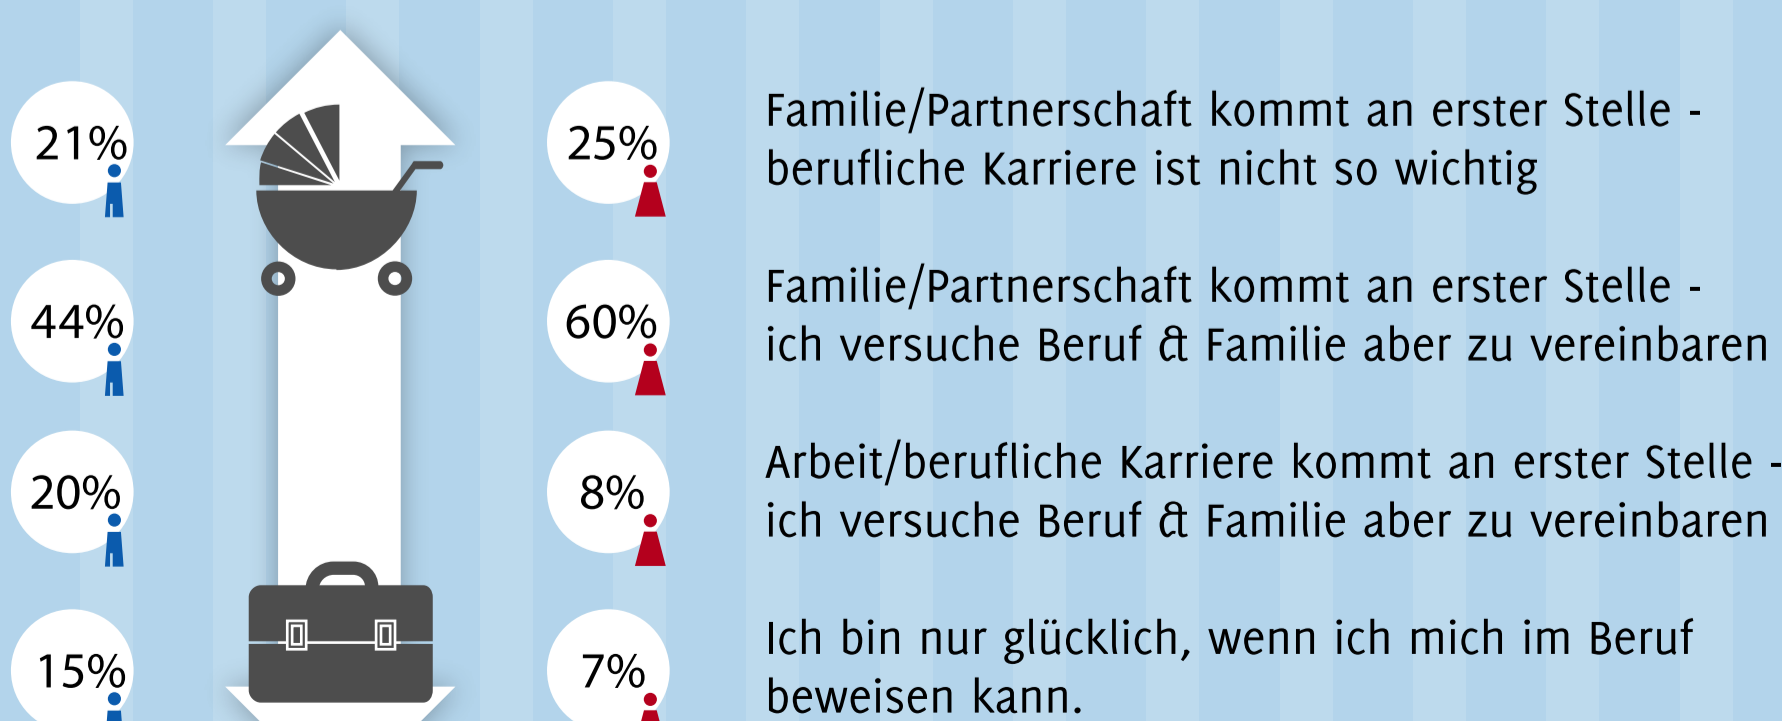 21%
25%
Familie/Partnerschaft kommt an erster Stelle -
berufliche Karriere ist nicht so wichtig
44%
60%
Familie/Partnerschaft kommt an erster Stelle -
ich versuche Beruf & Familie aber zu vereinbaren
20%
8%
Arbeit/berufliche Karriere kommt an erster Stelle -
ich versuche Beruf & Familie aber zu vereinbaren
15%
7%
Ich bin nur glücklich, wenn ich mich im Beruf
beweisen kann.